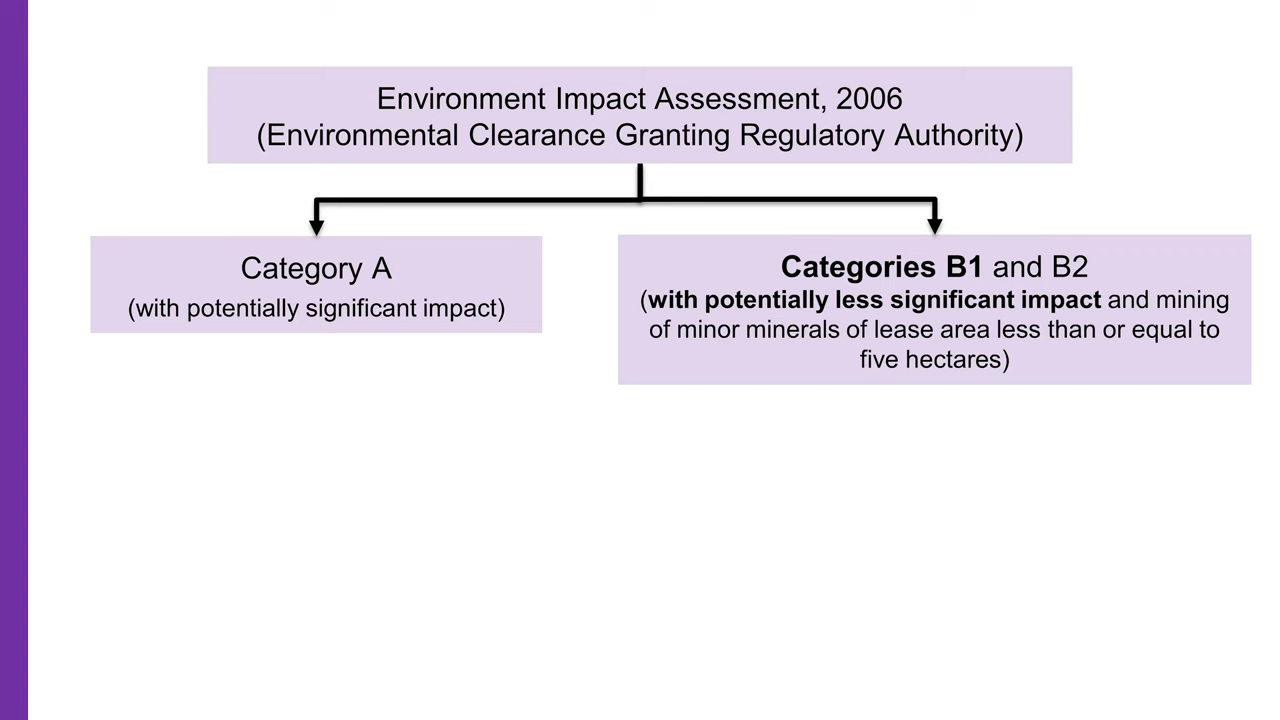 Environment Impact Assessment, 2006
(Environmental Clearance Granting Regulatory Authority)
Category A
(with potentially significant impact)
Categories B1 and B2
(with potentially less significant impact and mining
of minor minerals of lease area less than or equal to
five hectares)